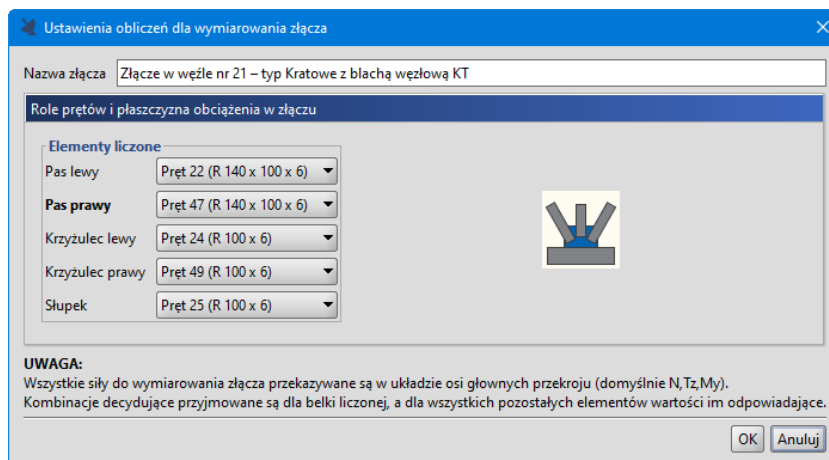 Ustawienia obliczeń dla wymiarowania złącza
Nazwa złącza Złącze w węźle nr 21 – typ Kratowe z blachą węzłową KT
Role prętów i płaszczyzna obciążenia w złączu
Elementy liczone
Pas lewy Pręt 22 (R 140 x 100 x 6)
Pas prawy Pręt 47 (R 140 x 100 x 6)
Krzyżulec lewy Pręt 24 (R 100 x 6)
Krzyżulec prawy Pręt 49 (R 100 x 6)
Słupek Pręt 25 (R 100 x 6)
UWAGA:
Wszystkie siły do wymiarowania złącza przekazywane są w układzie osi głownych przekroju (domyślnie N,Tz,My).
Kombinacje decydujące przyjmowane są dla belki liczonej, a dla wszystkich pozostałych elementów wartości im odpowiadające.
OK Anuluj